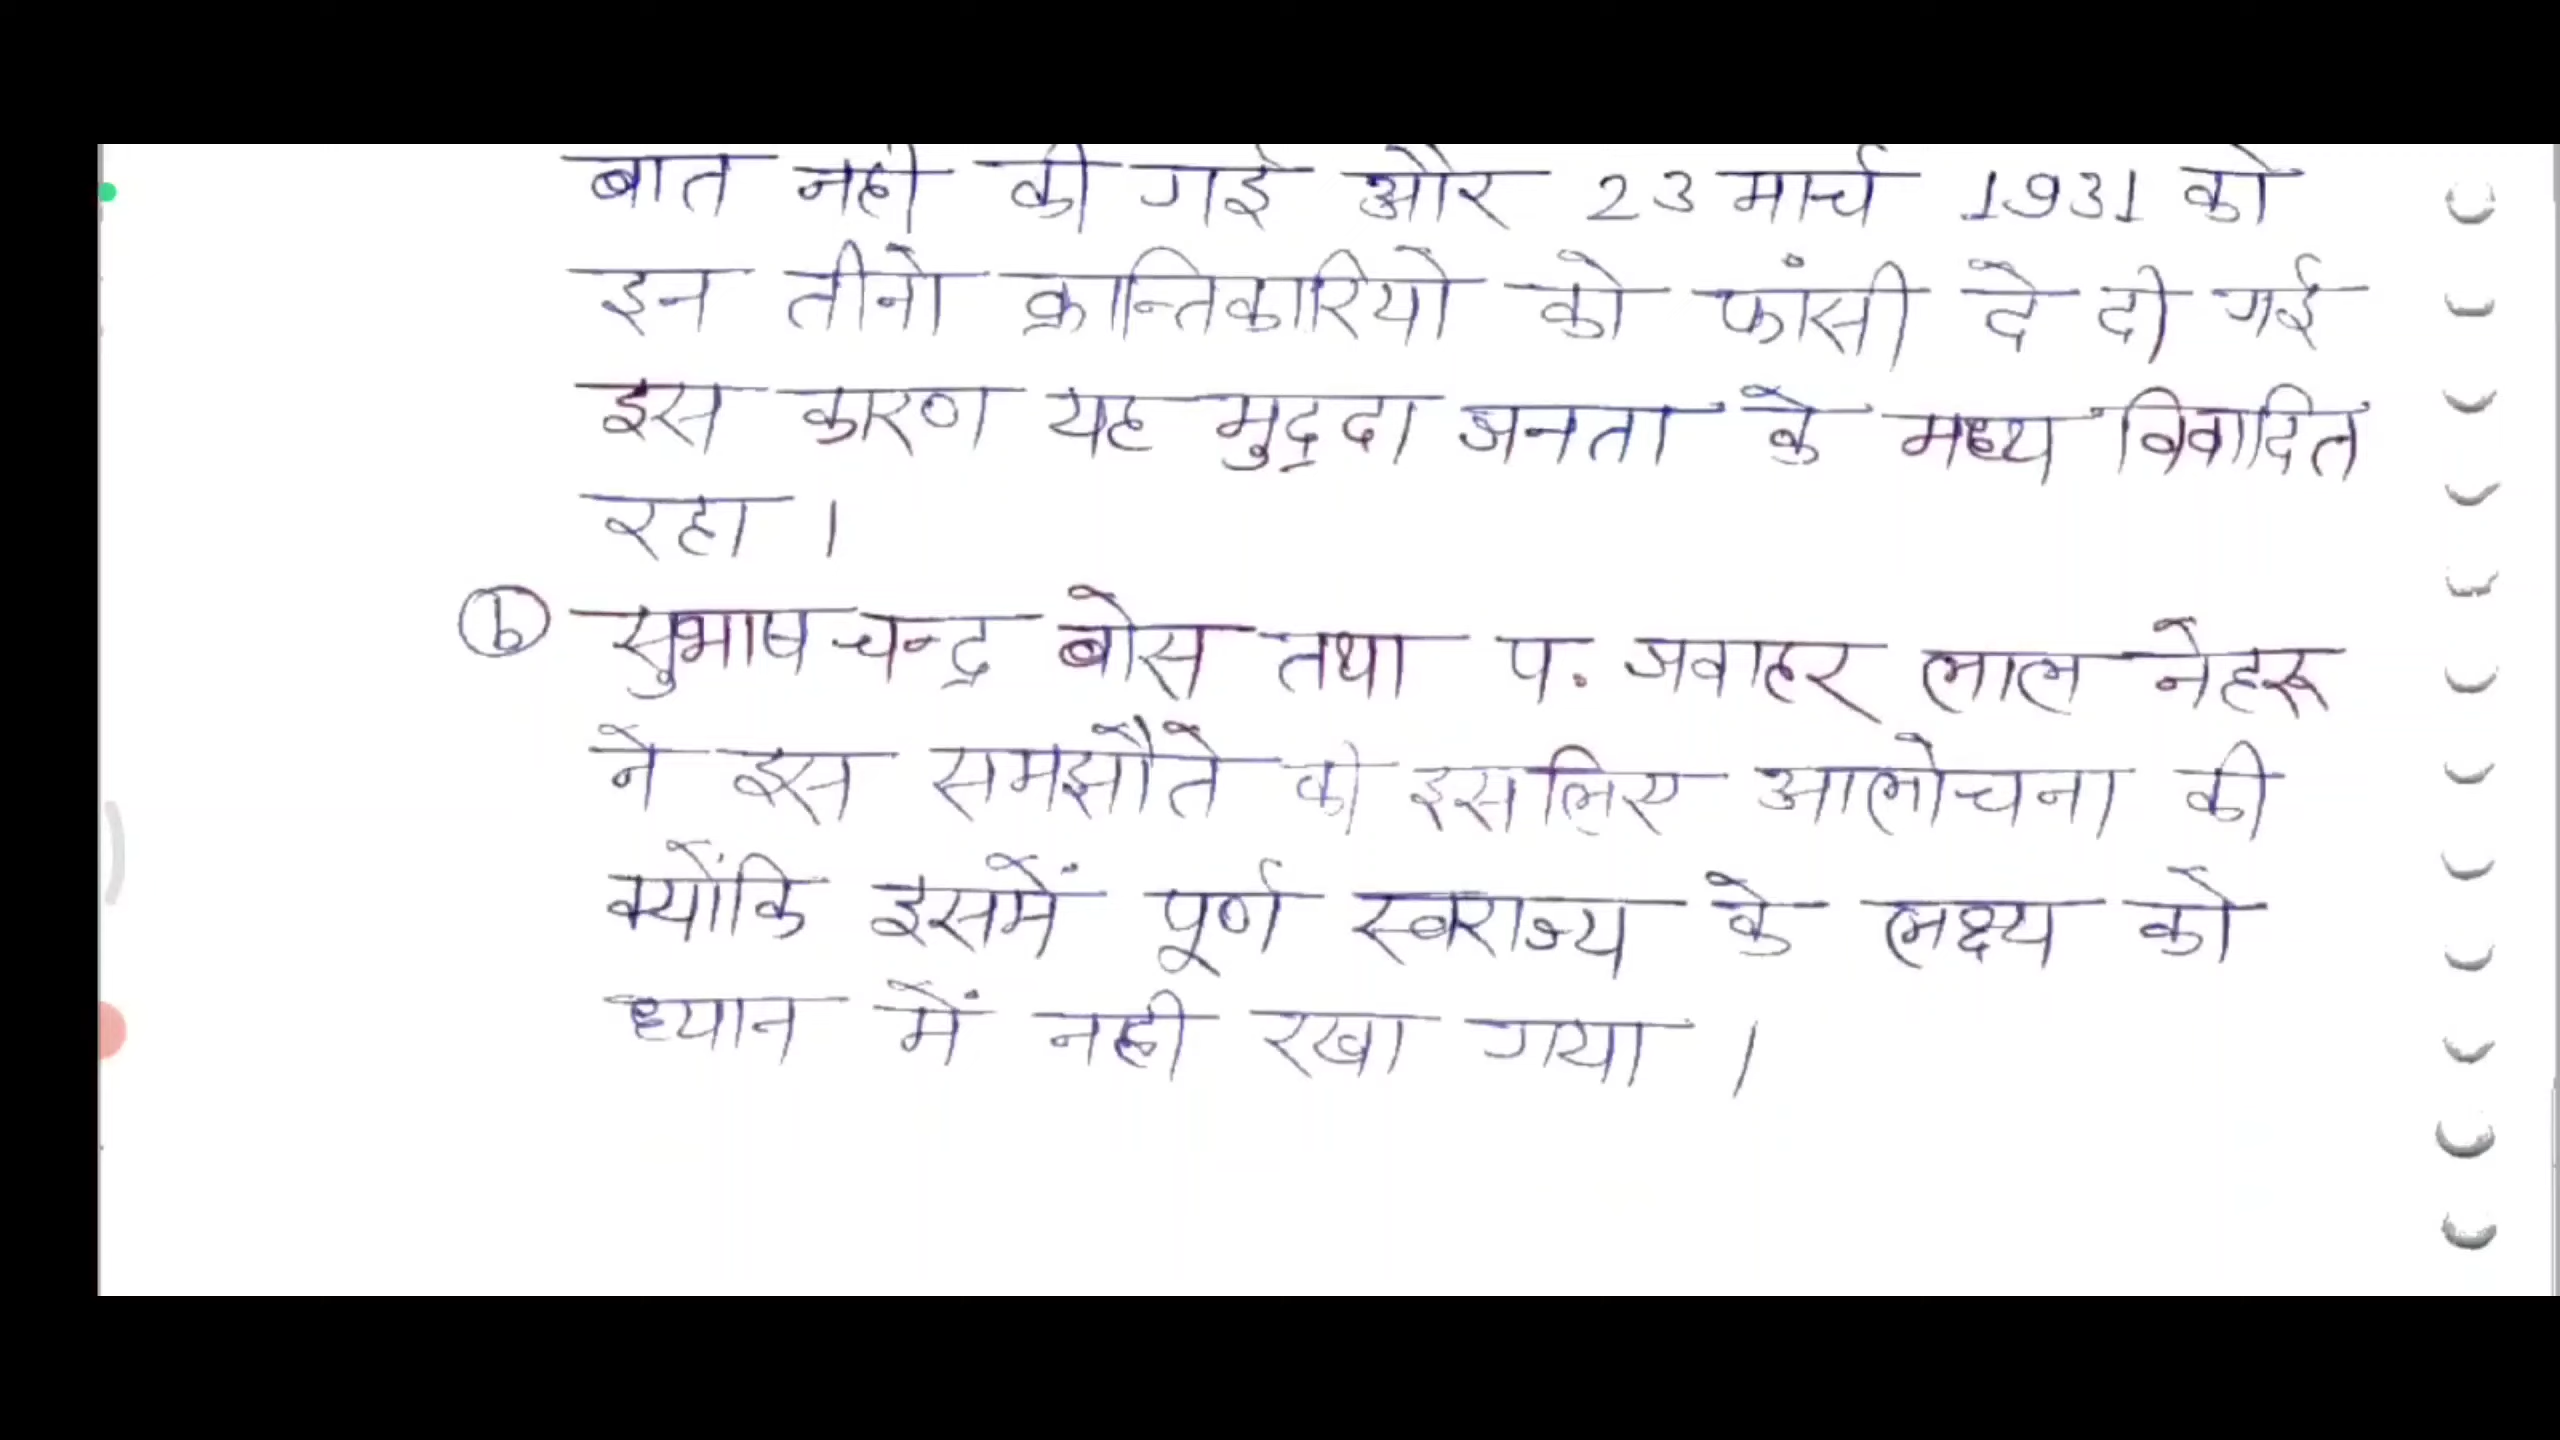 बात नही की गई और 23 मार्च 1931 को
इन तीनो क्रान्तिकारियो को फांसी दे दी गई
इस कारण यह मुद्दा जनता के मध्य विवादित
रहा ।
b सुभाष चन्द्र बोस तथा प. जवाहर लाल नेहरू
ने इस समझौते की इसलिए आलोचना की
क्योंकि इसमें पूर्ण स्वराज्य के लक्ष्य को
ध्यान में नही रखा गया ।